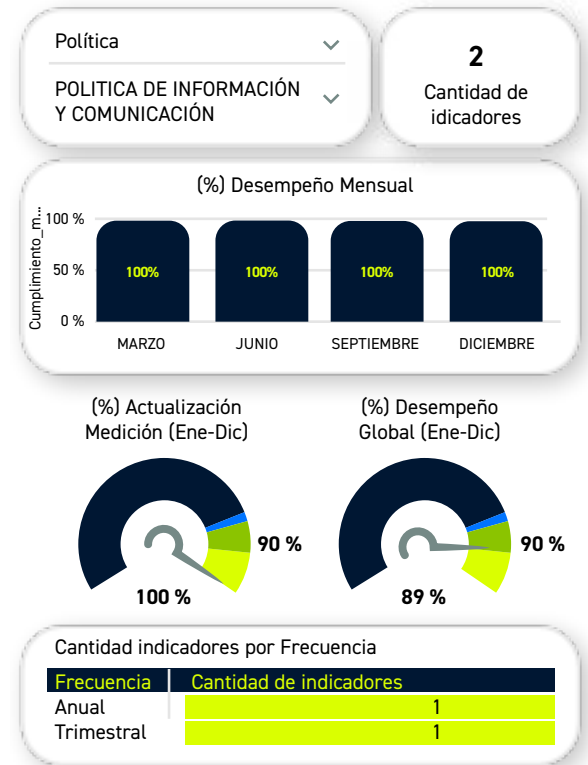 Política
POLITICA DE INFORMACIÓN
Y COMUNICACIÓN
2
Cantidad de
idicadores
(%) Desempeño Mensual
Cumplimiento_m...
100 %
50 %
0 %
100%
100%
100%
100%
MARZO
JUNIO
SEPTIEMBRE
DICIEMBRE
(%) Actualización
Medición (Ene-Dic)
90 %
100 %
(%) Desempeño
Global (Ene-Dic)
90 %
89 %
Cantidad indicadores por Frecuencia
Frecuencia Cantidad de indicadores
Anual 1
Trimestral 1